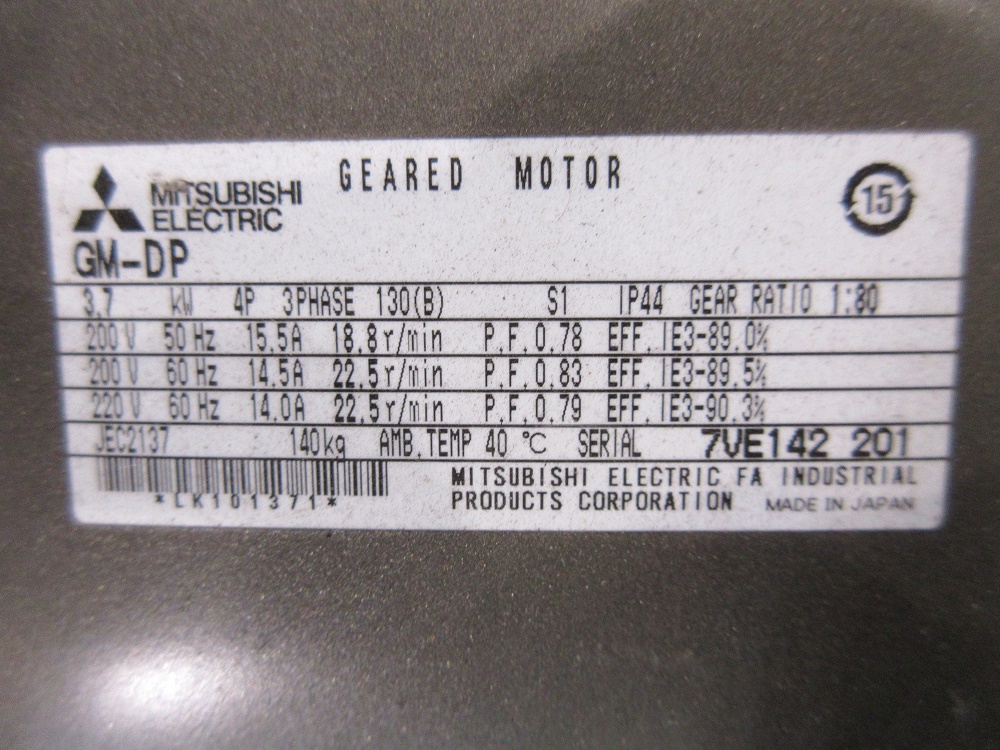 GEARED MOTOR
15
MITSUBISHI
ELECTRIC
GM-DP
3.7 kW 4P 3PHASE 130(B) S1 IP44 GEAR RATIO 1:80
200 V 50 Hz 15.5A 18.8r/min P.F.0.78 EFF.IE3-89.0%
200 V 60 Hz 14.5A 22.5r/min P.F.0.83 EFF.IE3-89.5%
220 V 60 Hz 14.0A 22.5r/min P.F.0.79 EFF.IE3-90.3%
JEC2137 140kg AMB.TEMP 40 °C SERIAL 7VE142 201
MITSUBISHI ELECTRIC FA INDUSTRIAL
*LK101371* PRODUCTS CORPORATION MADE IN JAPAN